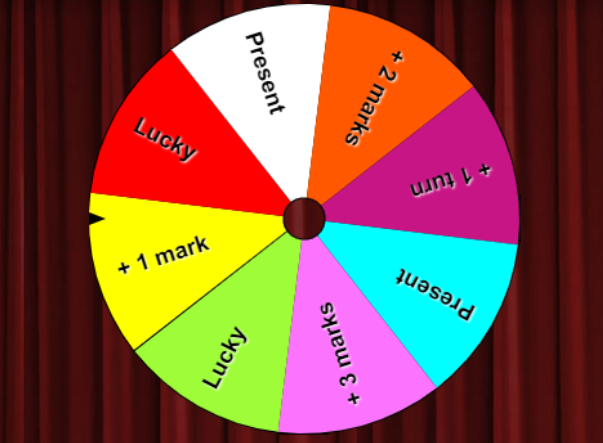 Present
+ 2 marks
+ 1 turn
Present
+ 3 marks
Lucky
+ 1 mark
Lucky